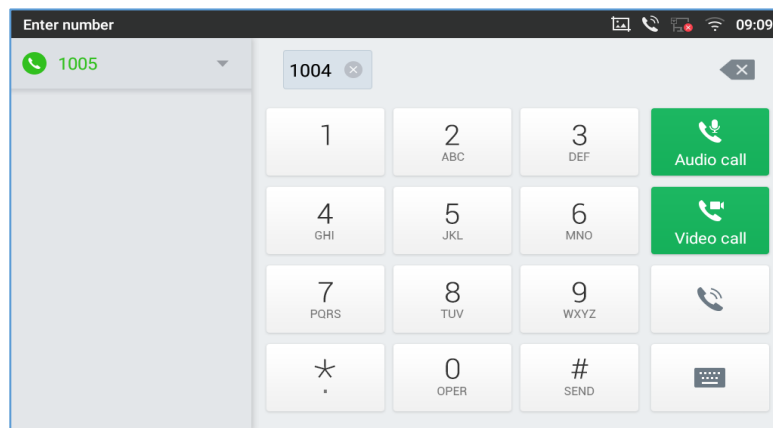 Enter number 09:09
1005 1004
1 2 3 Audio call
ABC DEF
4 5 6 Video call
GHI JKL MNO
7 8 9
PQRS TUV WXYZ
* 0 #
. OPER SEND